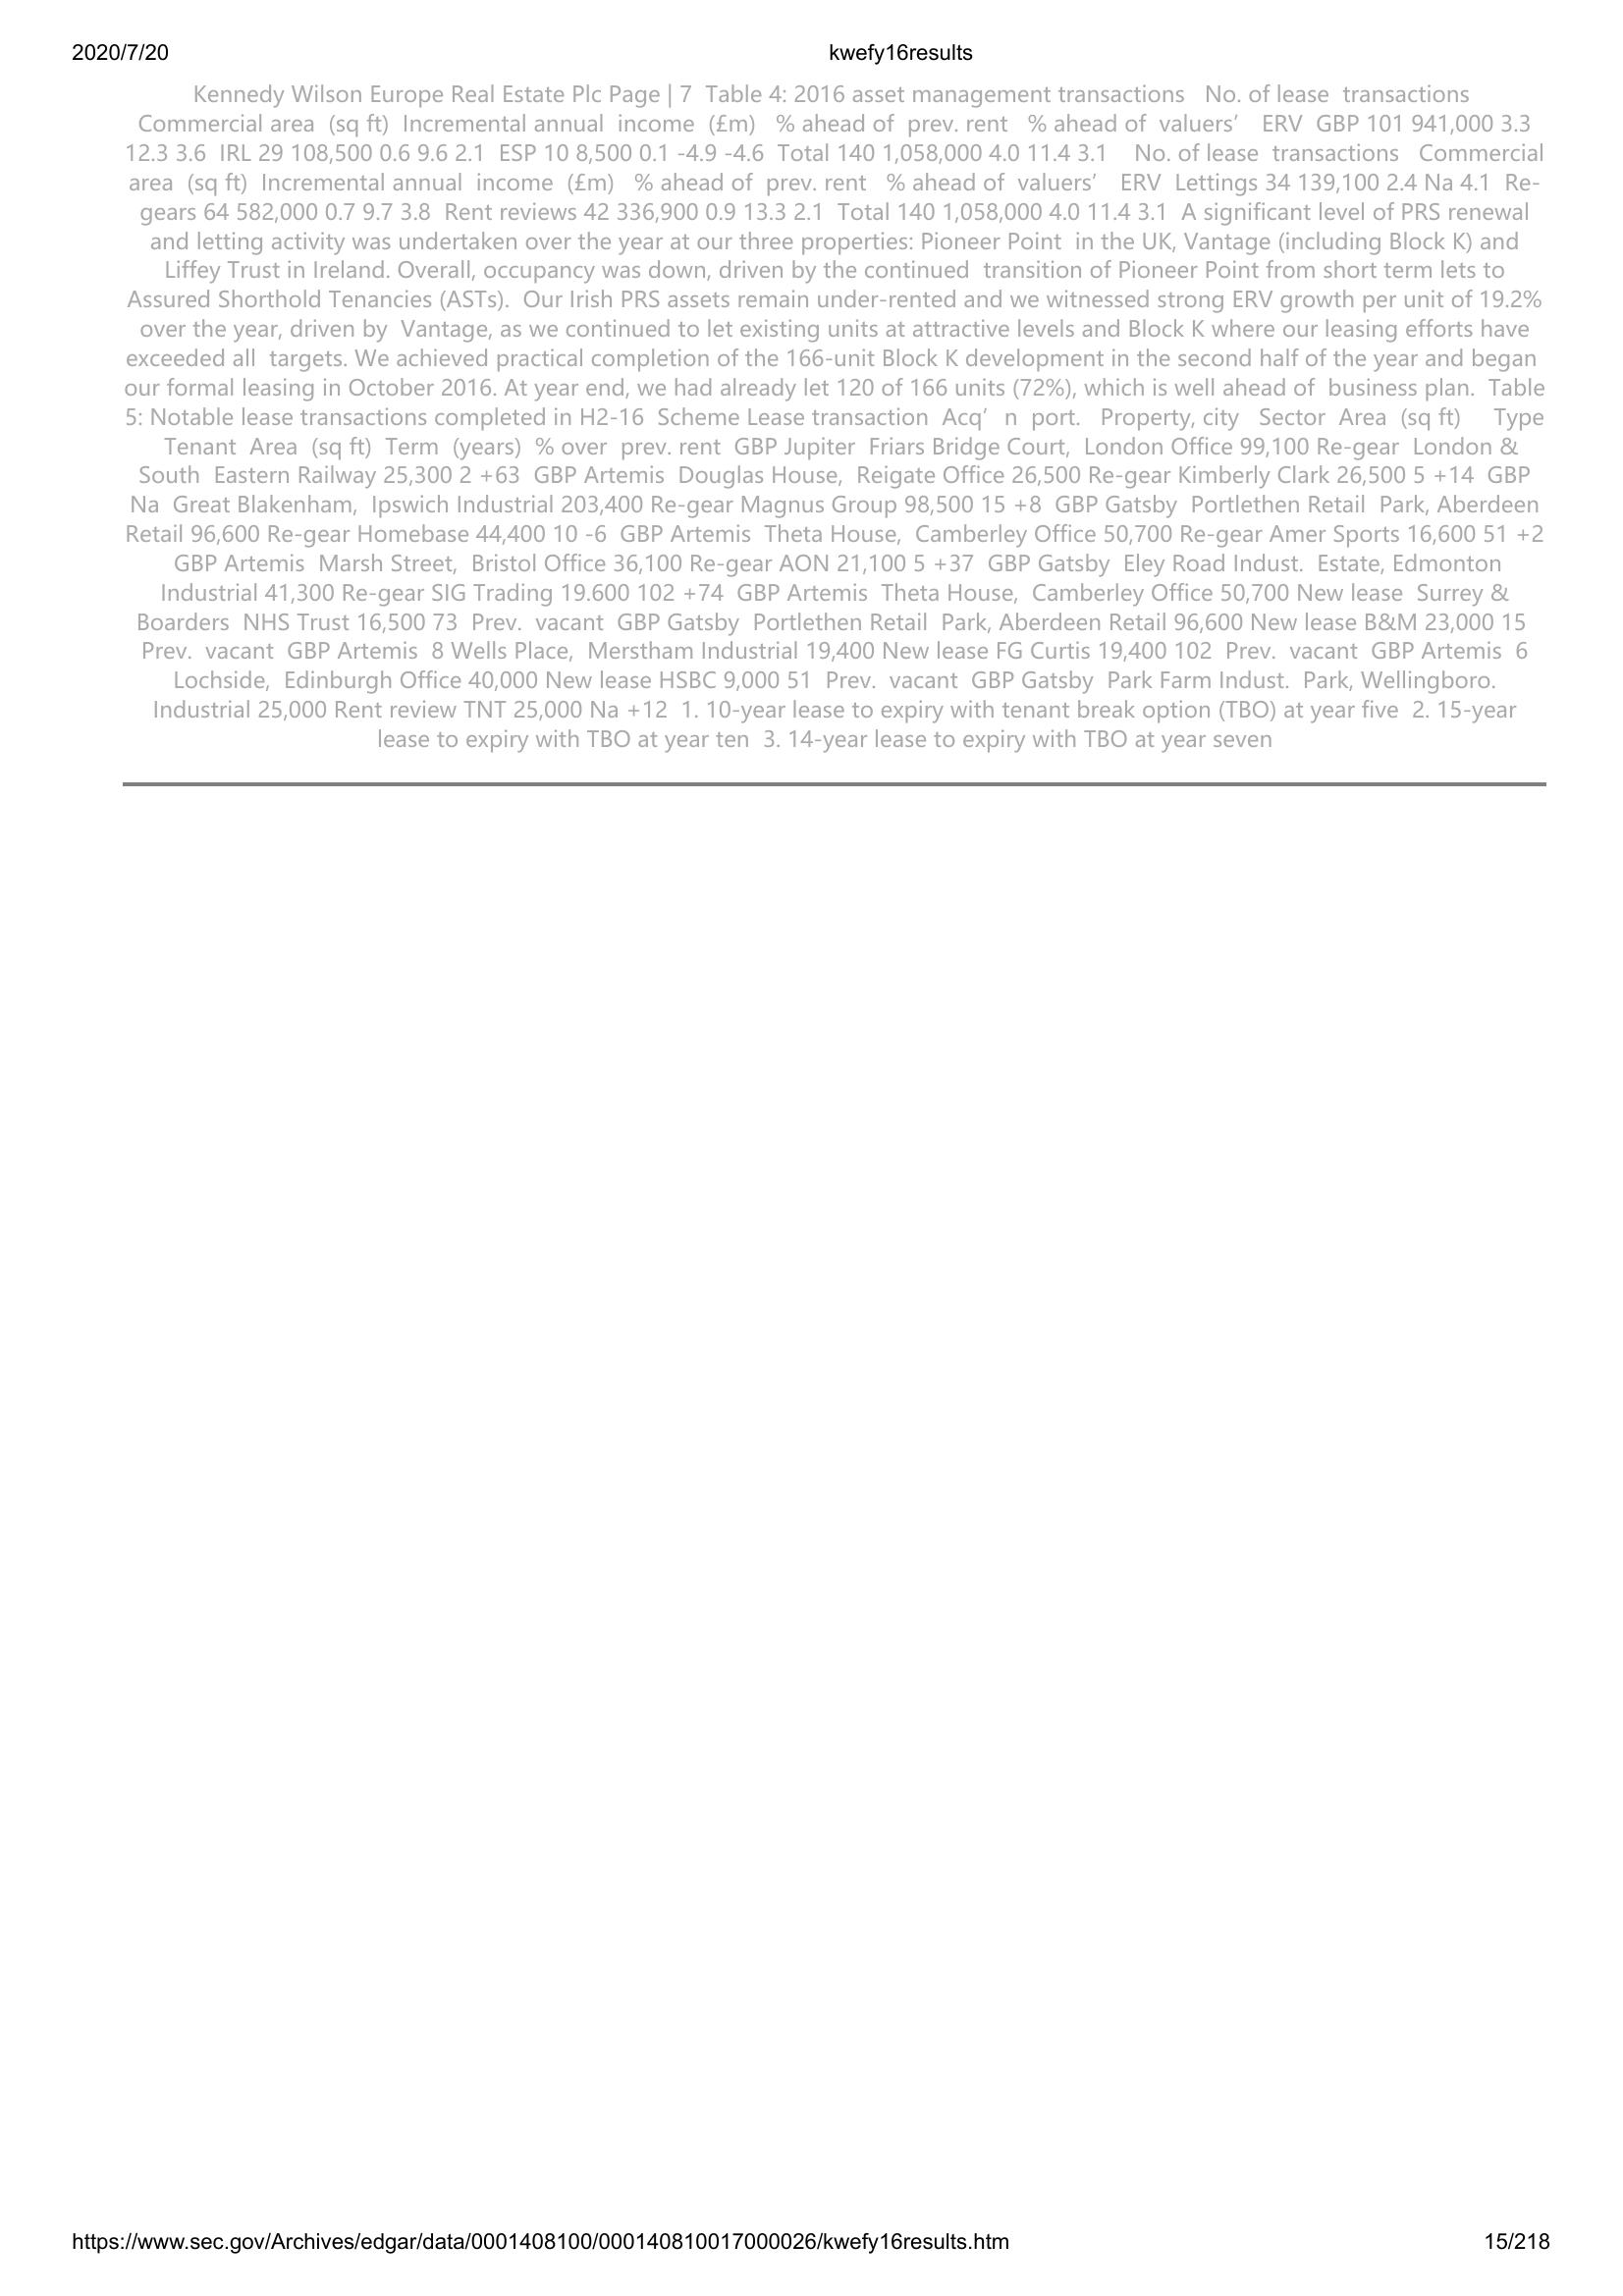 2020/7/20 kwefy16results
Kennedy Wilson Europe Real Estate Plc Page | 7 Table 4: 2016 asset management transactions No. of lease transactions
Commercial area (sq ft) Incremental annual income (£m) % ahead of prev. rent % ahead of valuers’ ERV GBP 101 941,000 3.3
12.3 3.6 IRL 29 108,500 0.6 9.6 2.1 ESP 10 8,500 0.1 -4.9 -4.6 Total 140 1,058,000 4.0 11.4 3.1 No. of lease transactions Commercial
area (sq ft) Incremental annual income (£m) % ahead of prev. rent % ahead of valuers’ ERV Lettings 34 139,100 2.4 Na 4.1 Re-
gears 64 582,000 0.7 9.7 3.8 Rent reviews 42 336,900 0.9 13.3 2.1 Total 140 1,058,000 4.0 11.4 3.1 A significant level of PRS renewal
and letting activity was undertaken over the year at our three properties: Pioneer Point in the UK, Vantage (including Block K) and
Liffey Trust in Ireland. Overall, occupancy was down, driven by the continued transition of Pioneer Point from short term lets to
Assured Shorthold Tenancies (ASTs). Our Irish PRS assets remain under-rented and we witnessed strong ERV growth per unit of 19.2%
over the year, driven by Vantage, as we continued to let existing units at attractive levels and Block K where our leasing efforts have
exceeded all targets. We achieved practical completion of the 166-unit Block K development in the second half of the year and began
our formal leasing in October 2016. At year end, we had already let 120 of 166 units (72%), which is well ahead of business plan. Table
5: Notable lease transactions completed in H2-16 Scheme Lease transaction Acq’ n port. Property, city Sector Area (sq ft) Type
Tenant Area (sq ft) Term (years) % over prev. rent GBP Jupiter Friars Bridge Court, London Office 99,100 Re-gear London &
South Eastern Railway 25,300 2 +63 GBP Artemis Douglas House, Reigate Office 26,500 Re-gear Kimberly Clark 26,500 5 +14 GBP
Na Great Blakenham, Ipswich Industrial 203,400 Re-gear Magnus Group 98,500 15 +8 GBP Gatsby Portlethen Retail Park, Aberdeen
Retail 96,600 Re-gear Homebase 44,400 10 -6 GBP Artemis Theta House, Camberley Office 50,700 Re-gear Amer Sports 16,600 51 +2
GBP Artemis Marsh Street, Bristol Office 36,100 Re-gear AON 21,100 5 +37 GBP Gatsby Eley Road Indust. Estate, Edmonton
Industrial 41,300 Re-gear SIG Trading 19.600 102 +74 GBP Artemis Theta House, Camberley Office 50,700 New lease Surrey &
Boarders NHS Trust 16,500 73 Prev. vacant GBP Gatsby Portlethen Retail Park, Aberdeen Retail 96,600 New lease B&M 23,000 15
Prev. vacant GBP Artemis 8 Wells Place, Merstham Industrial 19,400 New lease FG Curtis 19,400 102 Prev. vacant GBP Artemis 6
Lochside, Edinburgh Office 40,000 New lease HSBC 9,000 51 Prev. vacant GBP Gatsby Park Farm Indust. Park, Wellingboro.
Industrial 25,000 Rent review TNT 25,000 Na +12 1. 10-year lease to expiry with tenant break option (TBO) at year five 2. 15-year
lease to expiry with TBO at year ten 3. 14-year lease to expiry with TBO at year seven
https://www.sec.gov/Archives/edgar/data/0001408100/000140810017000026/kwefy16results.htm 15/218